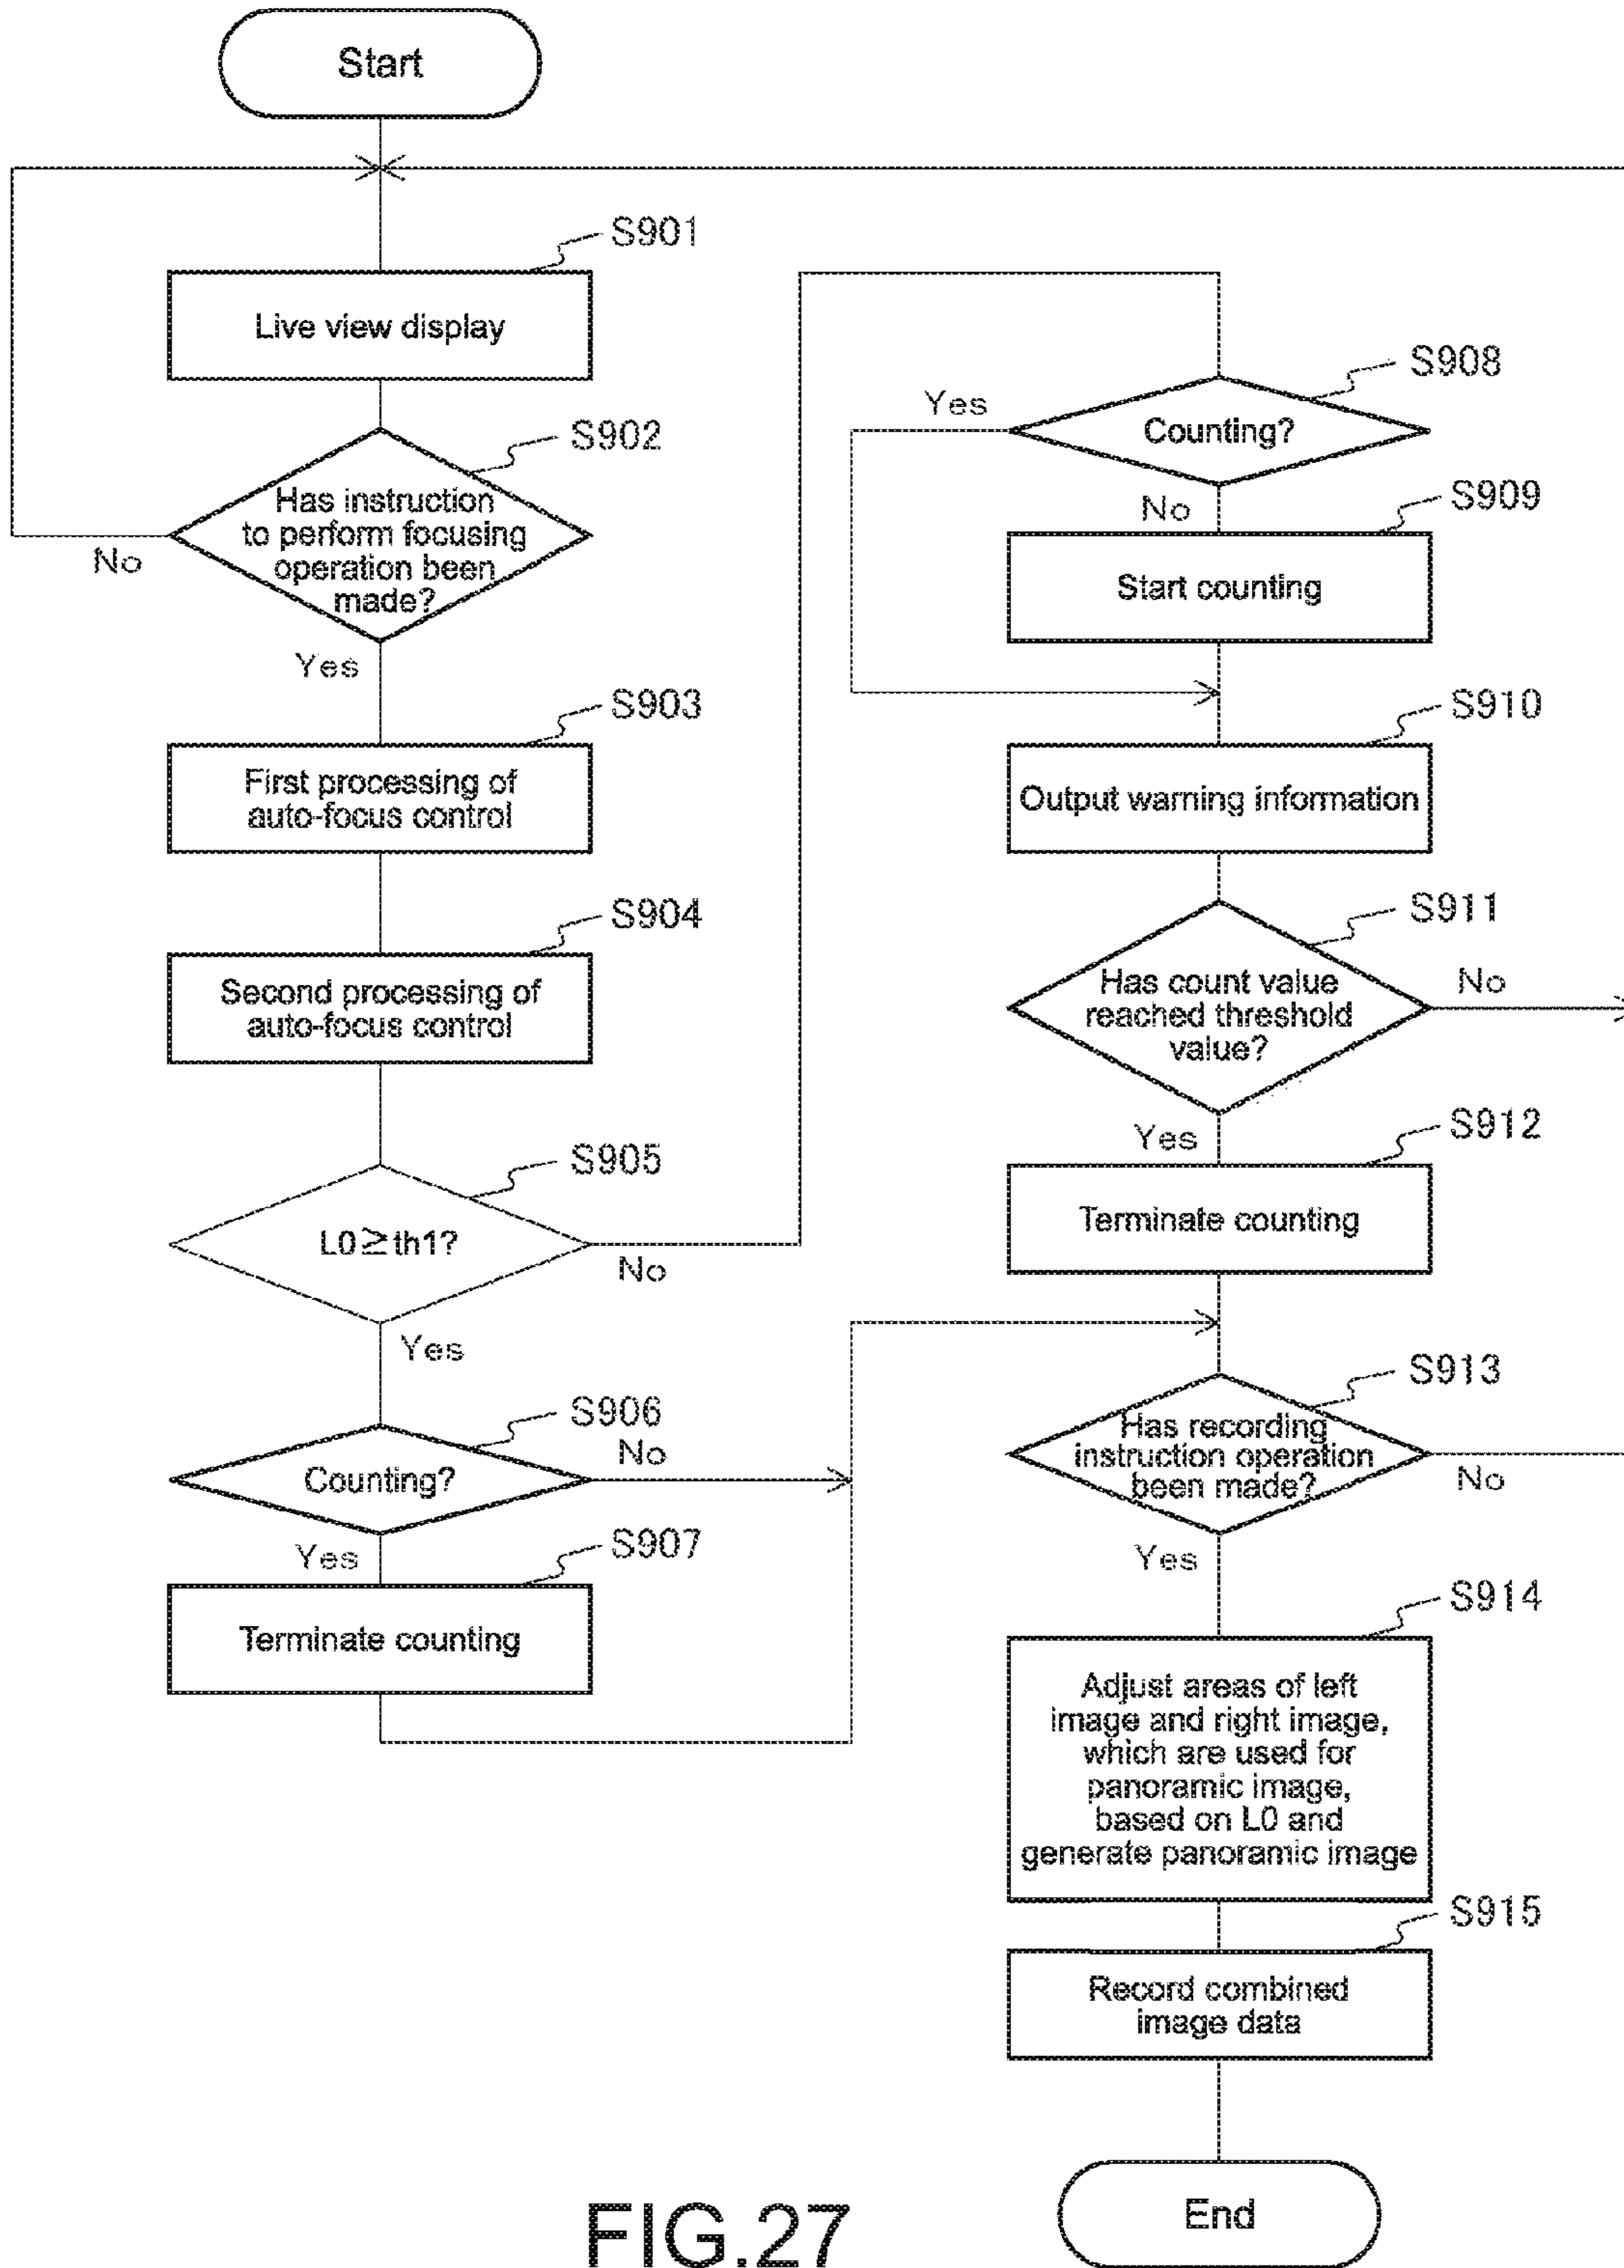 Start
S901
Live view display
S902
Has instruction
to perform focusing
operation been
made?
No
Yes
S903
First processing of
auto-focus control
S904
Second processing of
auto-focus control
S905
L0≧th1?
No
Yes
S906
Counting?
No
Yes
S907
Terminate counting
S908
Yes
Counting?
No
S909
Start counting
S910
Output warning information
S911
Has count value
reached threshold
value?
No
Yes
S912
Terminate counting
S913
Has recording
instruction operation
been made?
No
Yes
S914
Adjust areas of left
image and right image,
which are used for
panoramic image,
based on L0 and
generate panoramic image
S915
Record combined
image data
End
FIG.27